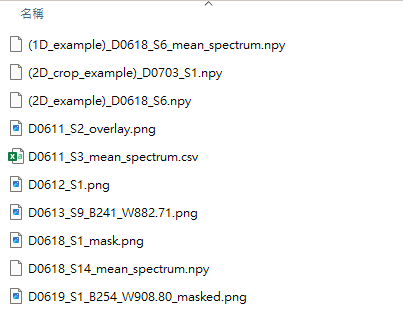 名稱
(1D_example)_D0618_S6_mean_spectrum.npy
(2D_crop_example)_D0703_S1.npy
(2D_example)_D0618_S6.npy
D0611_S2_overlay.png
D0611_S3_mean_spectrum.csv
D0612_S1.png
D0613_S9_B241_W882.71.png
D0618_S1_mask.png
D0618_S14_mean_spectrum.npy
D0619_S1_B254_W908.80_masked.png